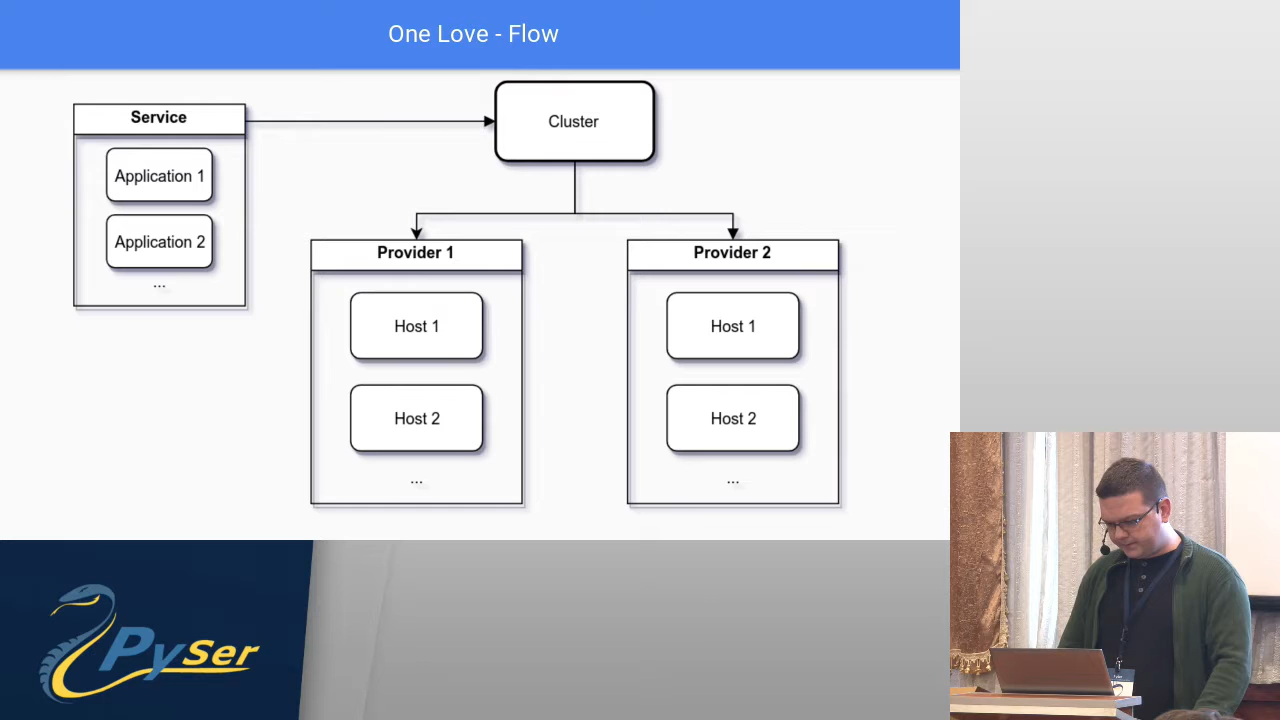 One Love - Flow
Service
Application 1
Application 2
...
Cluster
Provider 1
Host 1
Host 2
...
Provider 2
Host 1
Host 2
...
PySer